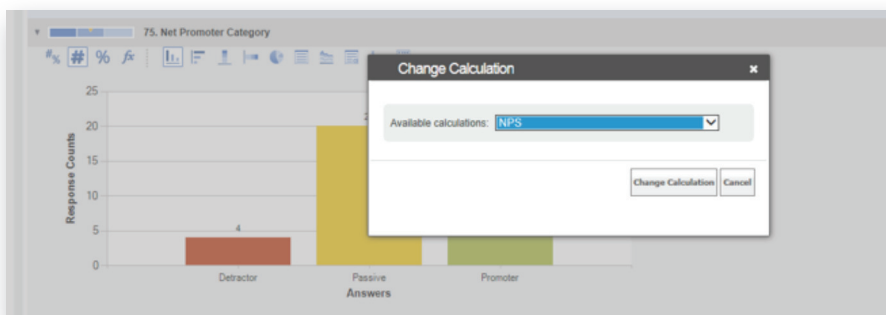 75. Net Promoter Category
#% # % fx
Change Calculation ×
Available calculations: NPS
Change Calculation Cancel
25
20
15
10
5
0
Response Counts
4
2
Detractor Passive Promoter
Answers